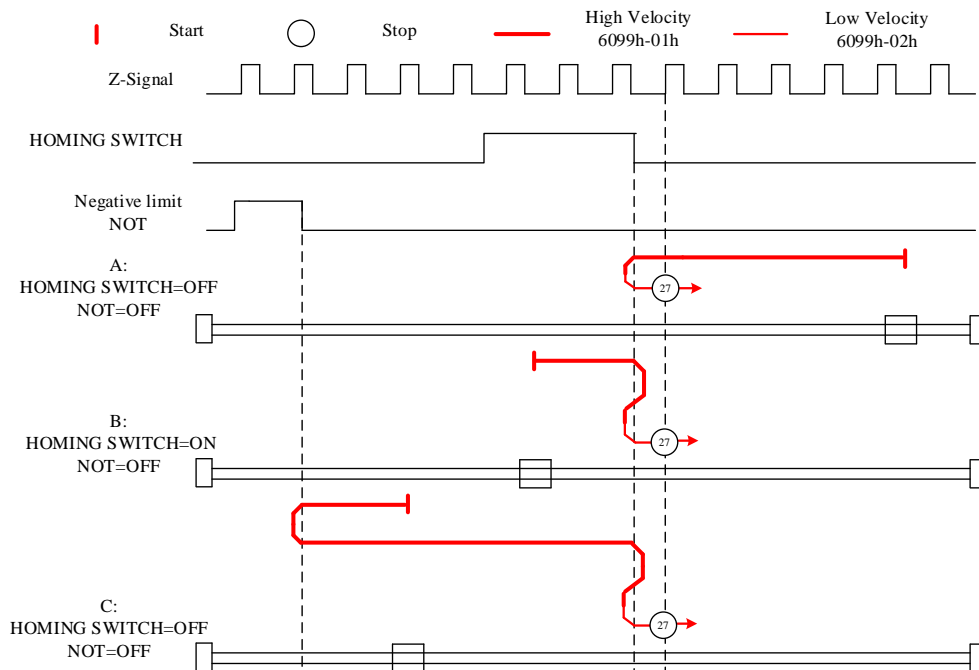 Start
Stop
High Velocity
6099h-01h
Low Velocity
6099h-02h
Z-Signal
HOMING SWITCH
Negative limit
NOT
A:
HOMING SWITCH=OFF
NOT=OFF
27
B:
HOMING SWITCH=ON
NOT=OFF
27
C:
HOMING SWITCH=OFF
NOT=OFF
27